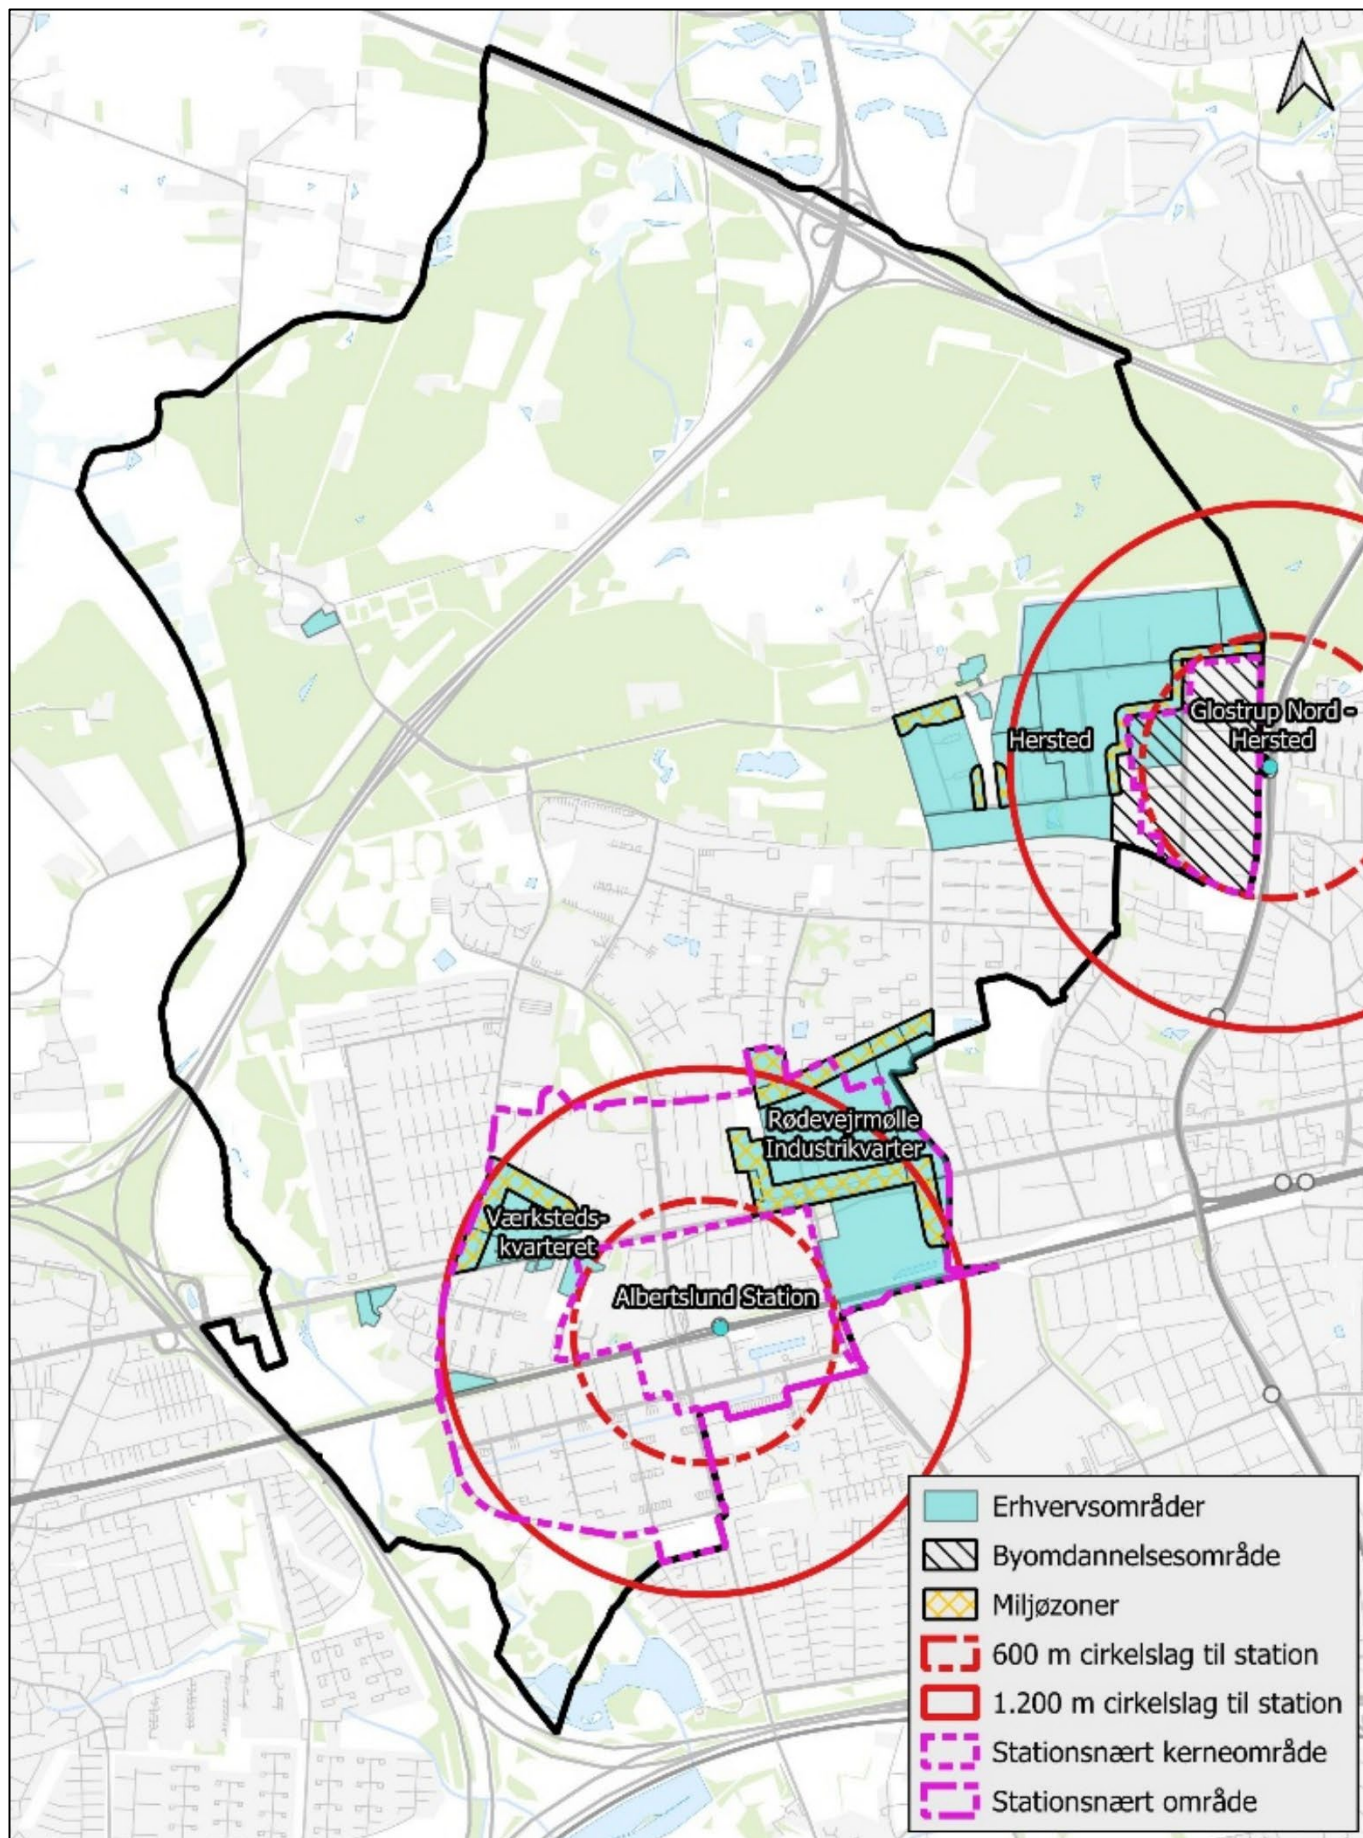 Glostrup Nord -
Hersted
Hersted
Rødevejrmølle
Industrikvarter
Værksteds-
kvarteret
Albertslund Station
Erhvervsområder
Byomdannelsesområde
Miljøzoner
600 m cirkelslag til station
1.200 m cirkelslag til station
Stationsnært kerneområde
Stationsnært område